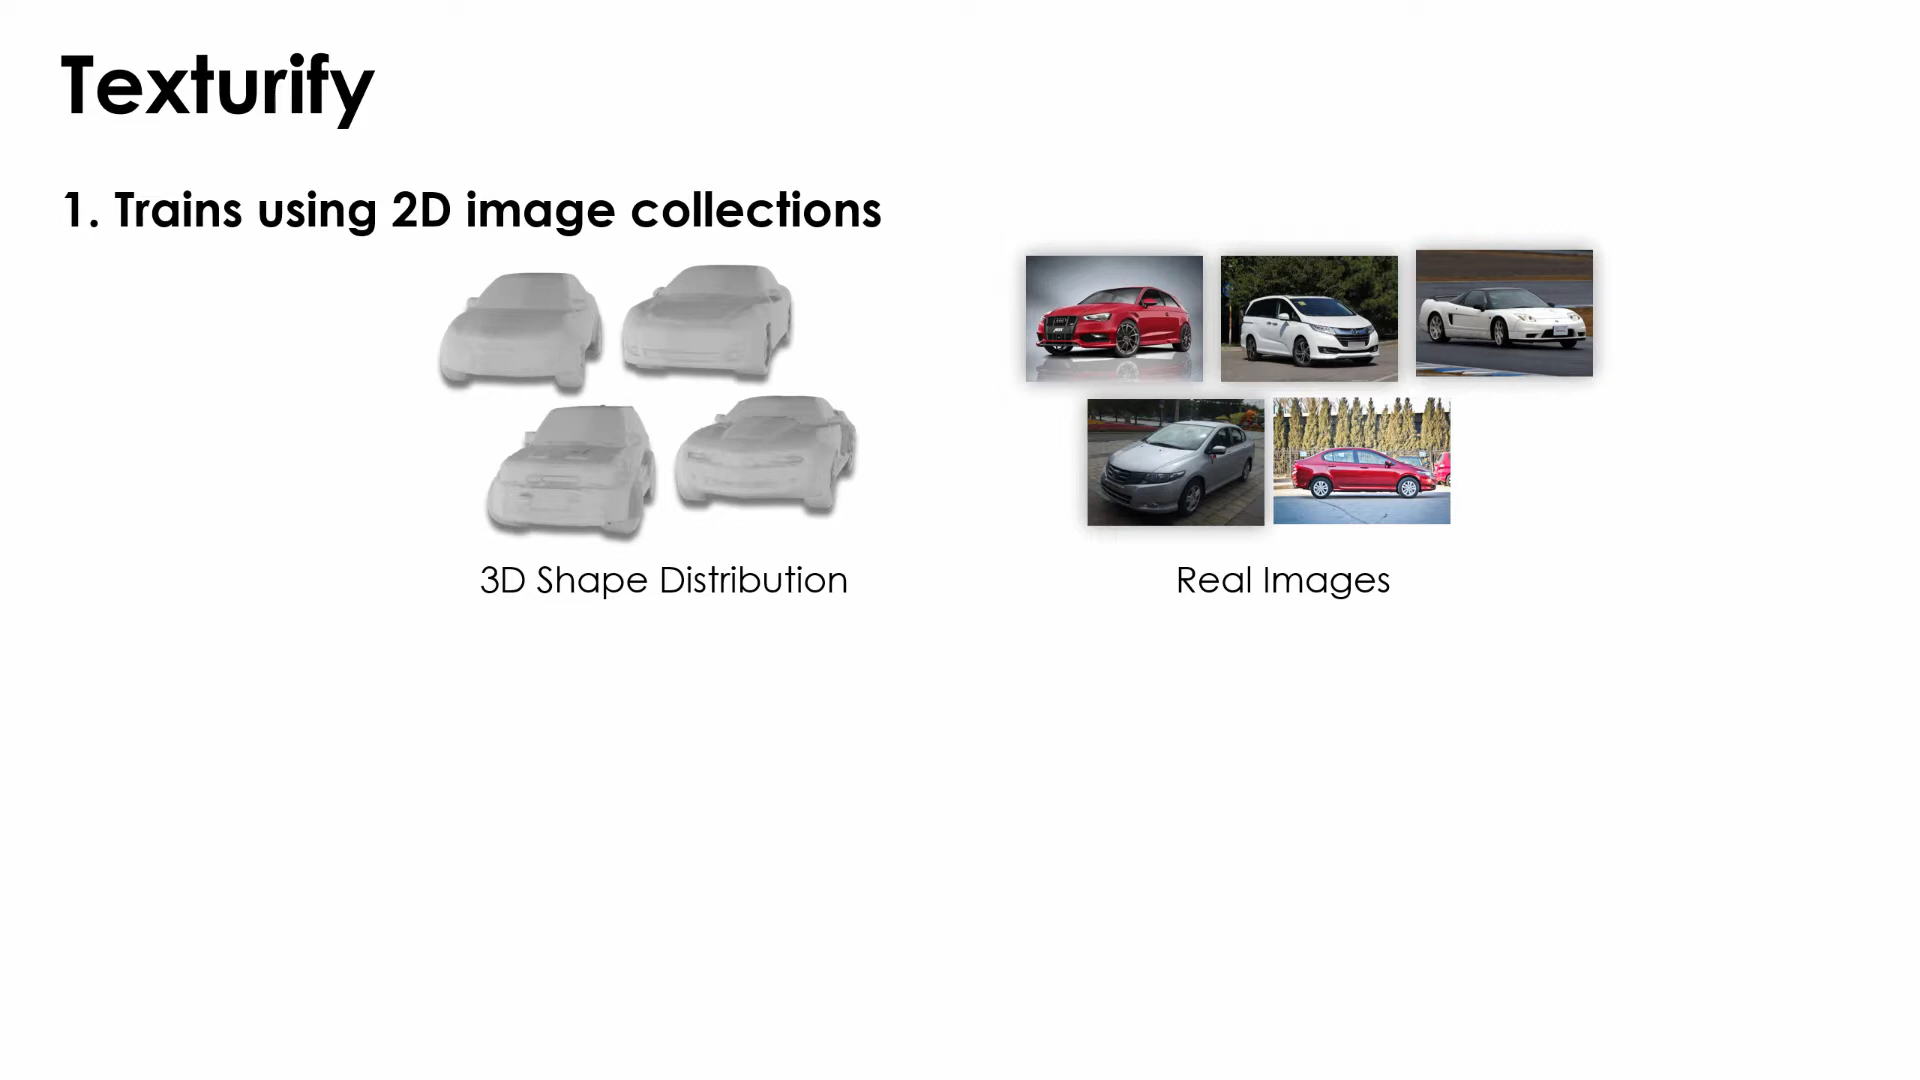 Texturify
1. Trains using 2D image collections
3D Shape Distribution
Real Images